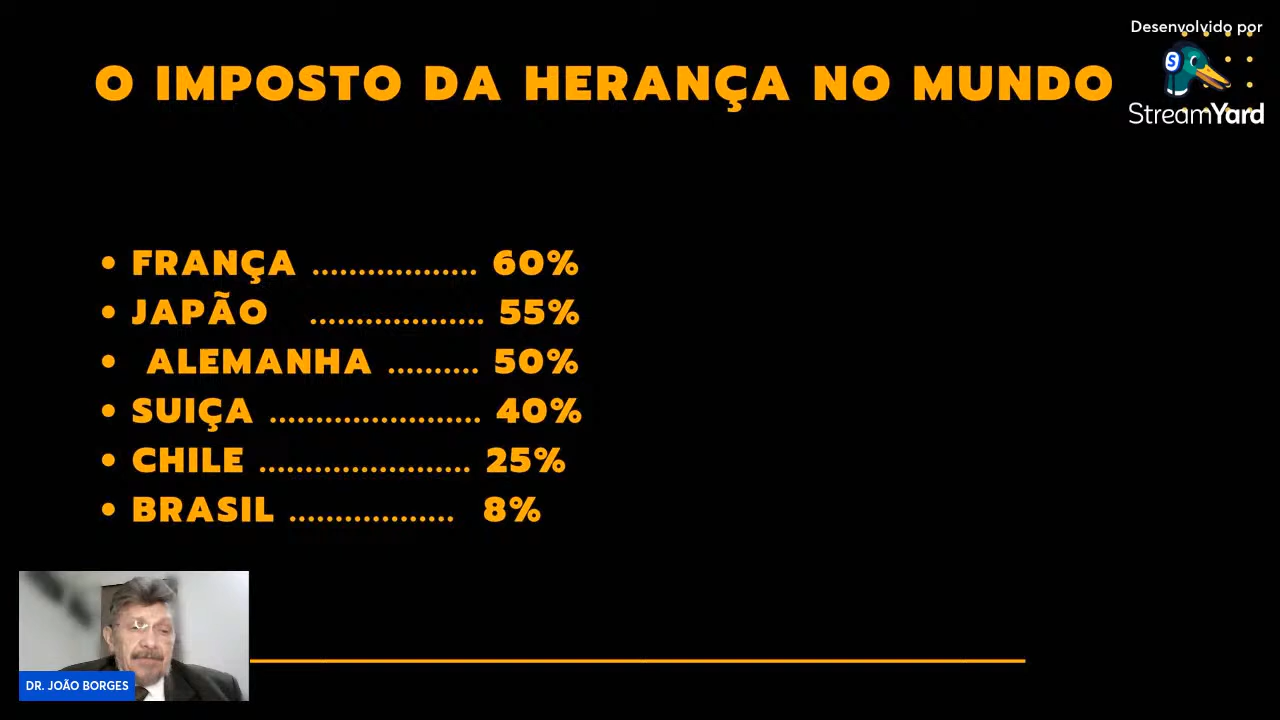 Desenvolvido por
StreamYard
O IMPOSTO DA HERANÇA NO MUNDO
• FRANÇA .................. 60%
• JAPÃO ................... 55%
• ALEMANHA .......... 50%
• SUIÇA ....................... 40%
• CHILE ....................... 25%
• BRASIL .................. 8%
DR. JOÃO BORGES